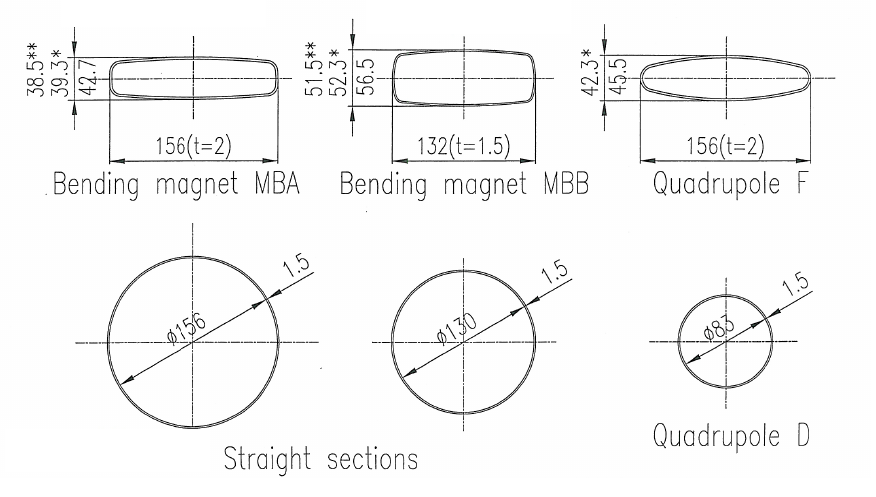 38.5**
39.3*
42.7
156(t=2)
Bending magnet MBA
51.5**
52.3*
56.5
132(t=1.5)
Bending magnet MBB
42.3*
45.5
156(t=2)
Quadrupole F
ø156
1.5
ø130
1.5
Straight sections
ø83
1.5
Quadrupole D